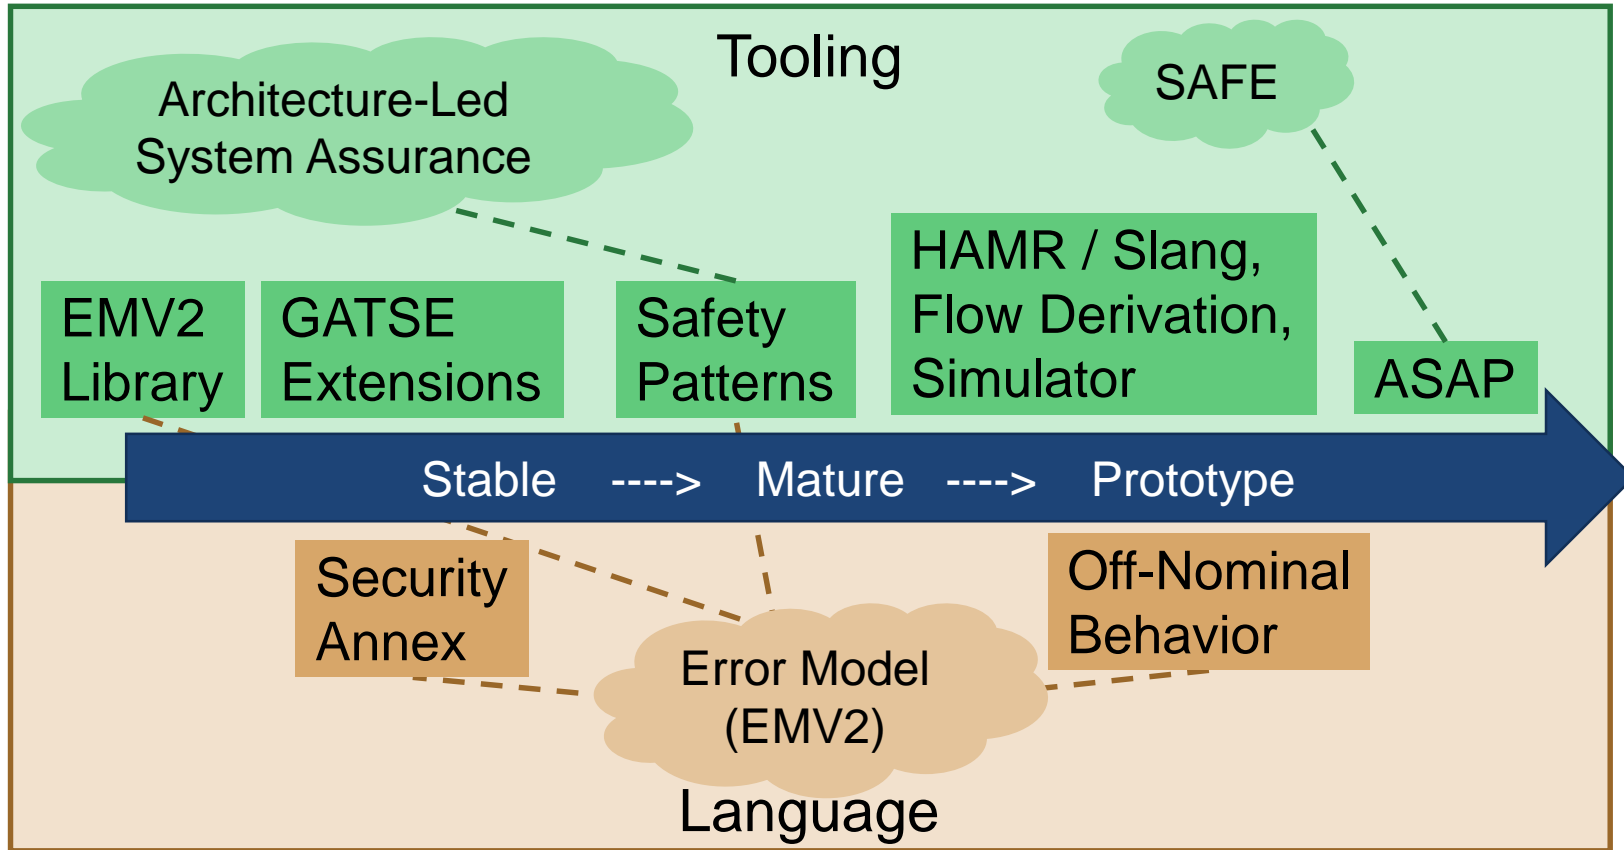 Tooling
Architecture-Led
System Assurance
SAFE
EMV2
Library
GATSE
Extensions
Safety
Patterns
HAMR / Slang,
Flow Derivation,
Simulator
ASAP
Stable ----> Mature ----> Prototype
Security
Annex
Off-Nominal
Behavior
Error Model
(EMV2)
Language